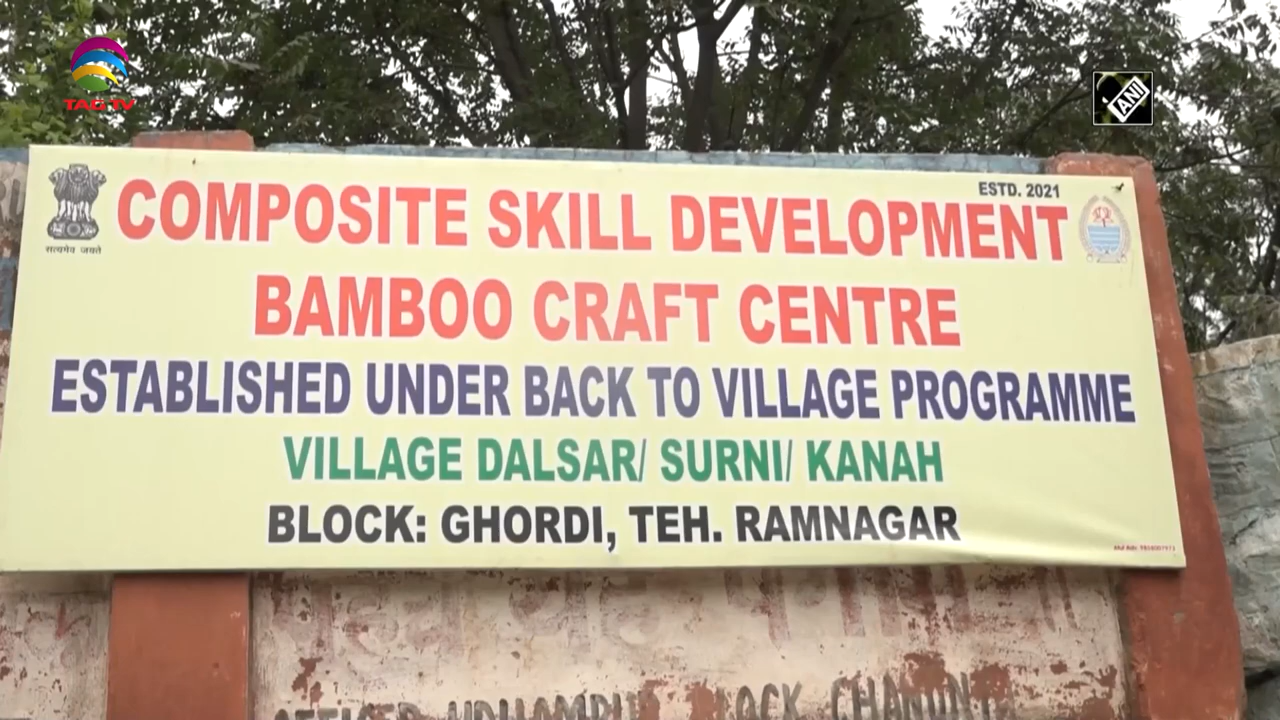 TAG TV
ANI
ESTD. 2021
सत्यमेव जयते
COMPOSITE SKILL DEVELOPMENT
BAMBOO CRAFT CENTRE
ESTABLISHED UNDER BACK TO VILLAGE PROGRAMME
VILLAGE DALSAR/ SURNI/ KANAH
BLOCK: GHORDI, TEH. RAMNAGAR
BLOCK